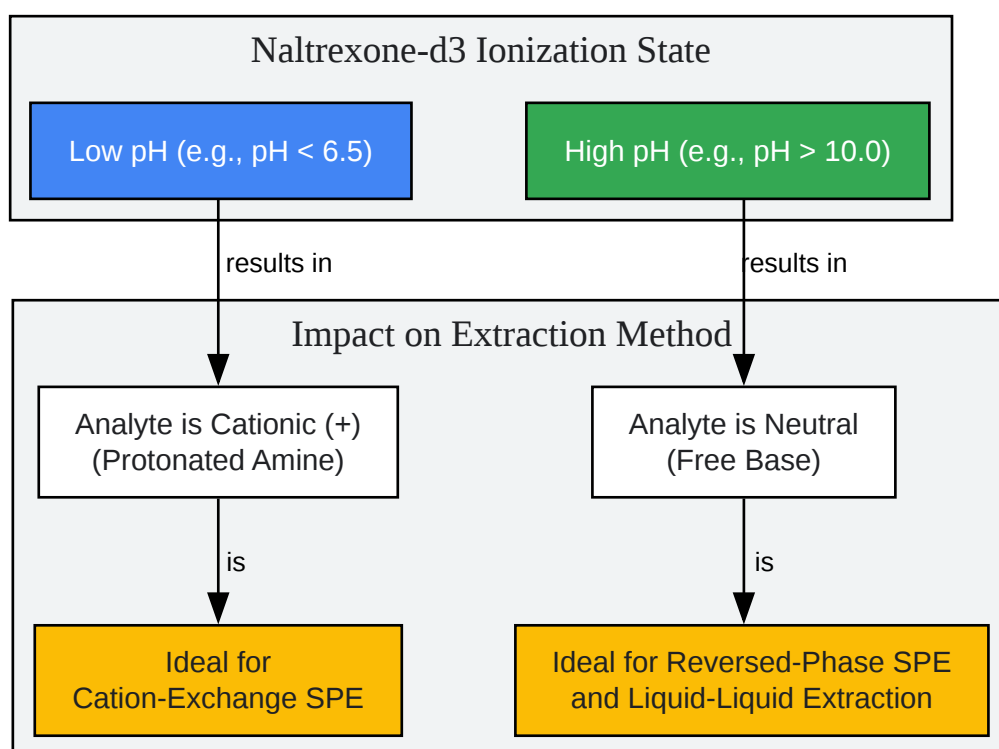 Naltrexone-d3 Ionization State
Low pH (e.g., pH < 6.5)
High pH (e.g., pH > 10.0)
results in
results in
Impact on Extraction Method
Analyte is Cationic (+)
(Protonated Amine)
Analyte is Neutral
(Free Base)
is
is
Ideal for
Cation-Exchange SPE
Ideal for Reversed-Phase SPE
and Liquid-Liquid Extraction